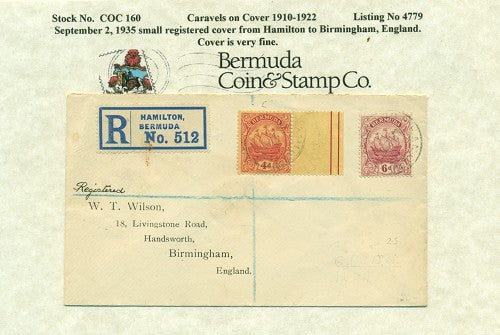 Stock No. COC 160 Caravels on Cover 1910-1922 Listing No 4779
September 2, 1935 small registered cover from Hamilton to Birmingham, England.
Cover is very fine.
Bermuda
Coin & Stamp Co.
R
HAMILTON,
BERMUDA
No. 512
BERMUDA
4d
BERMUDA
6d
Registered
W. T. Wilson,
18, Livingstone Road,
Handsworth,
Birmingham,
England.